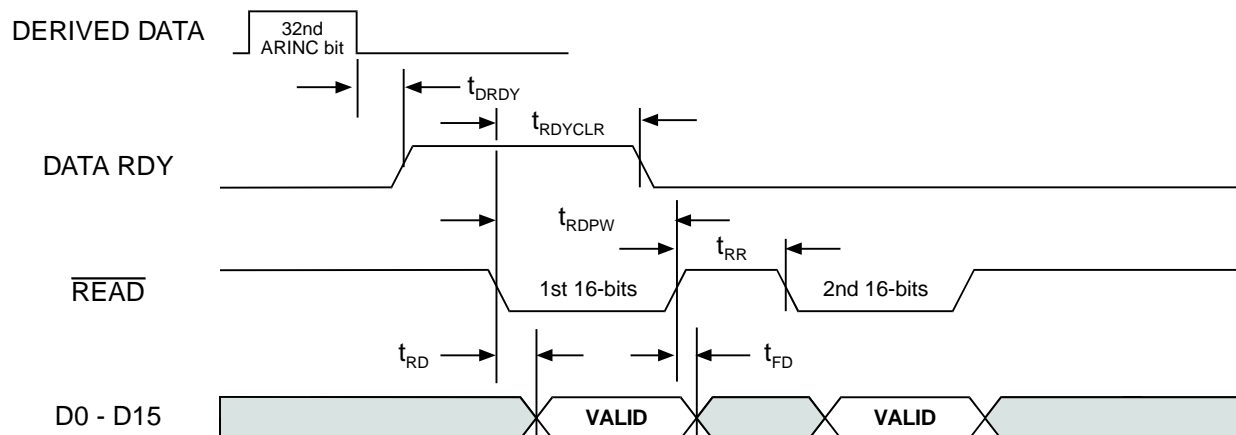 DERIVED DATA
32nd
ARINC bit
tDRDY
tRDYCLR
DATA RDY
tRDPW
tRR
READ
1st 16-bits
2nd 16-bits
tRD
tFD
D0 - D15
VALID
VALID